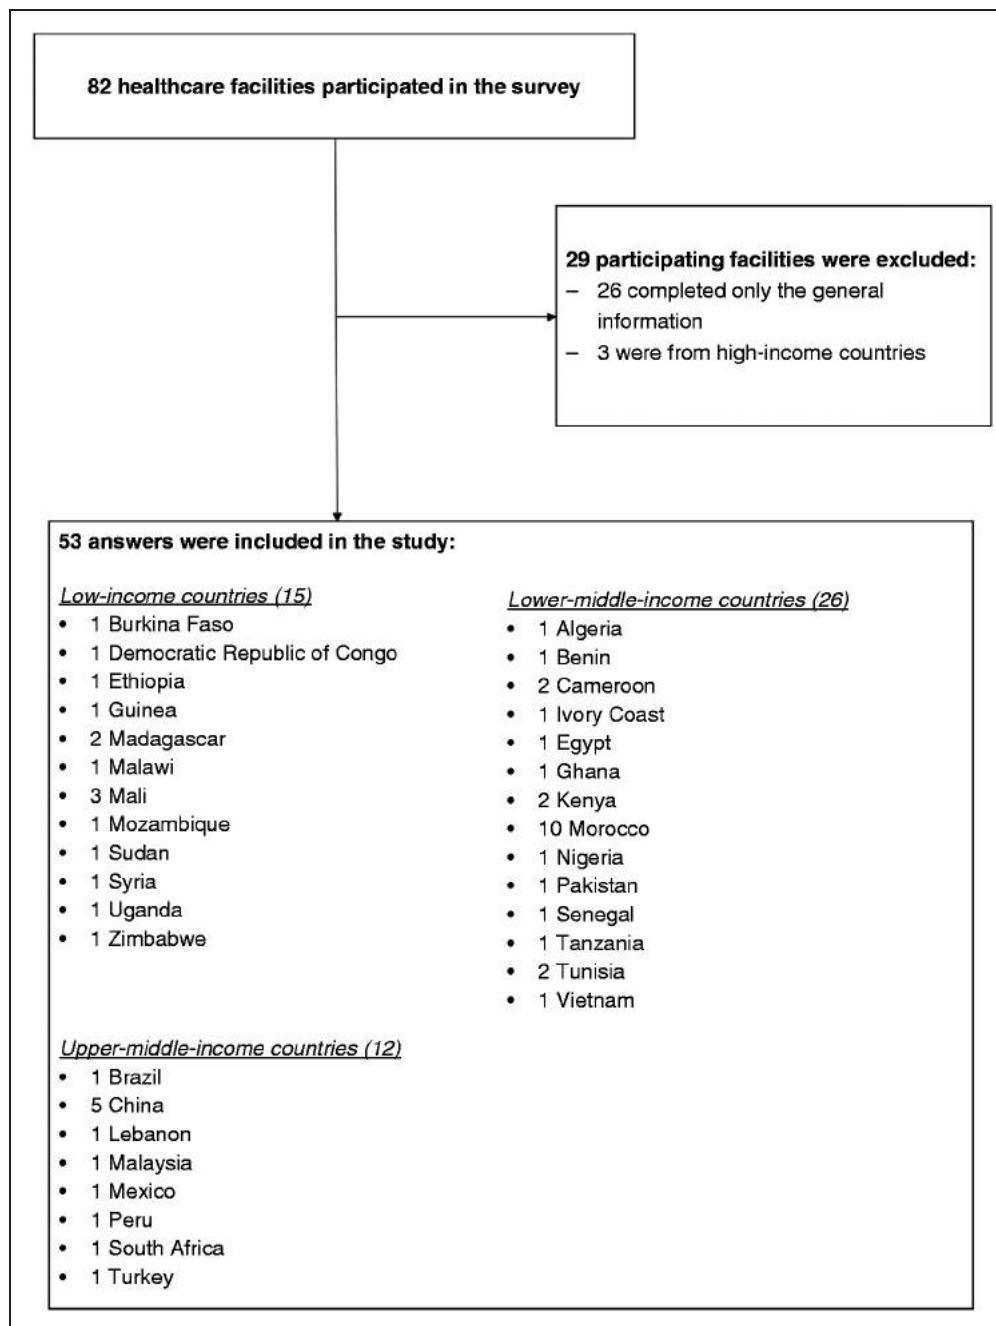 82 healthcare facilities participated in the survey
29 participating facilities were excluded:
– 26 completed only the general
information
– 3 were from high-income countries
53 answers were included in the study:
Low-income countries (15)
• 1 Burkina Faso
• 1 Democratic Republic of Congo
• 1 Ethiopia
• 1 Guinea
• 2 Madagascar
• 1 Malawi
• 3 Mali
• 1 Mozambique
• 1 Sudan
• 1 Syria
• 1 Uganda
• 1 Zimbabwe
Lower-middle-income countries (26)
• 1 Algeria
• 1 Benin
• 2 Cameroon
• 1 Ivory Coast
• 1 Egypt
• 1 Ghana
• 2 Kenya
• 10 Morocco
• 1 Nigeria
• 1 Pakistan
• 1 Senegal
• 1 Tanzania
• 2 Tunisia
• 1 Vietnam
Upper-middle-income countries (12)
• 1 Brazil
• 5 China
• 1 Lebanon
• 1 Malaysia
• 1 Mexico
• 1 Peru
• 1 South Africa
• 1 Turkey